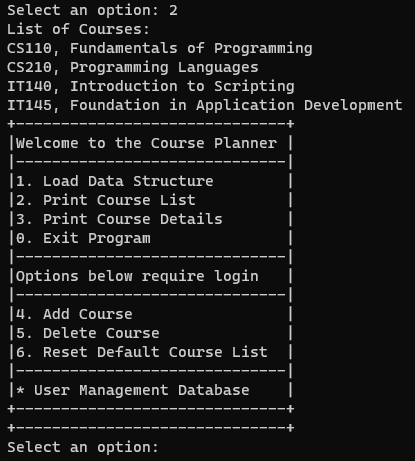 Select an option: 2
List of Courses:
CS110, Fundamentals of Programming
CS210, Programming Languages
IT140, Introduction to Scripting
IT145, Foundation in Application Development
+------------------------------+
|Welcome to the Course Planner |
|------------------------------|
|1. Load Data Structure        |
|2. Print Course List          |
|3. Print Course Details       |
|0. Exit Program               |
|------------------------------|
|Options below require login   |
|------------------------------|
|4. Add Course                 |
|5. Delete Course              |
|6. Reset Default Course List  |
|------------------------------|
|* User Management Database    |
+------------------------------+
+------------------------------+
Select an option: